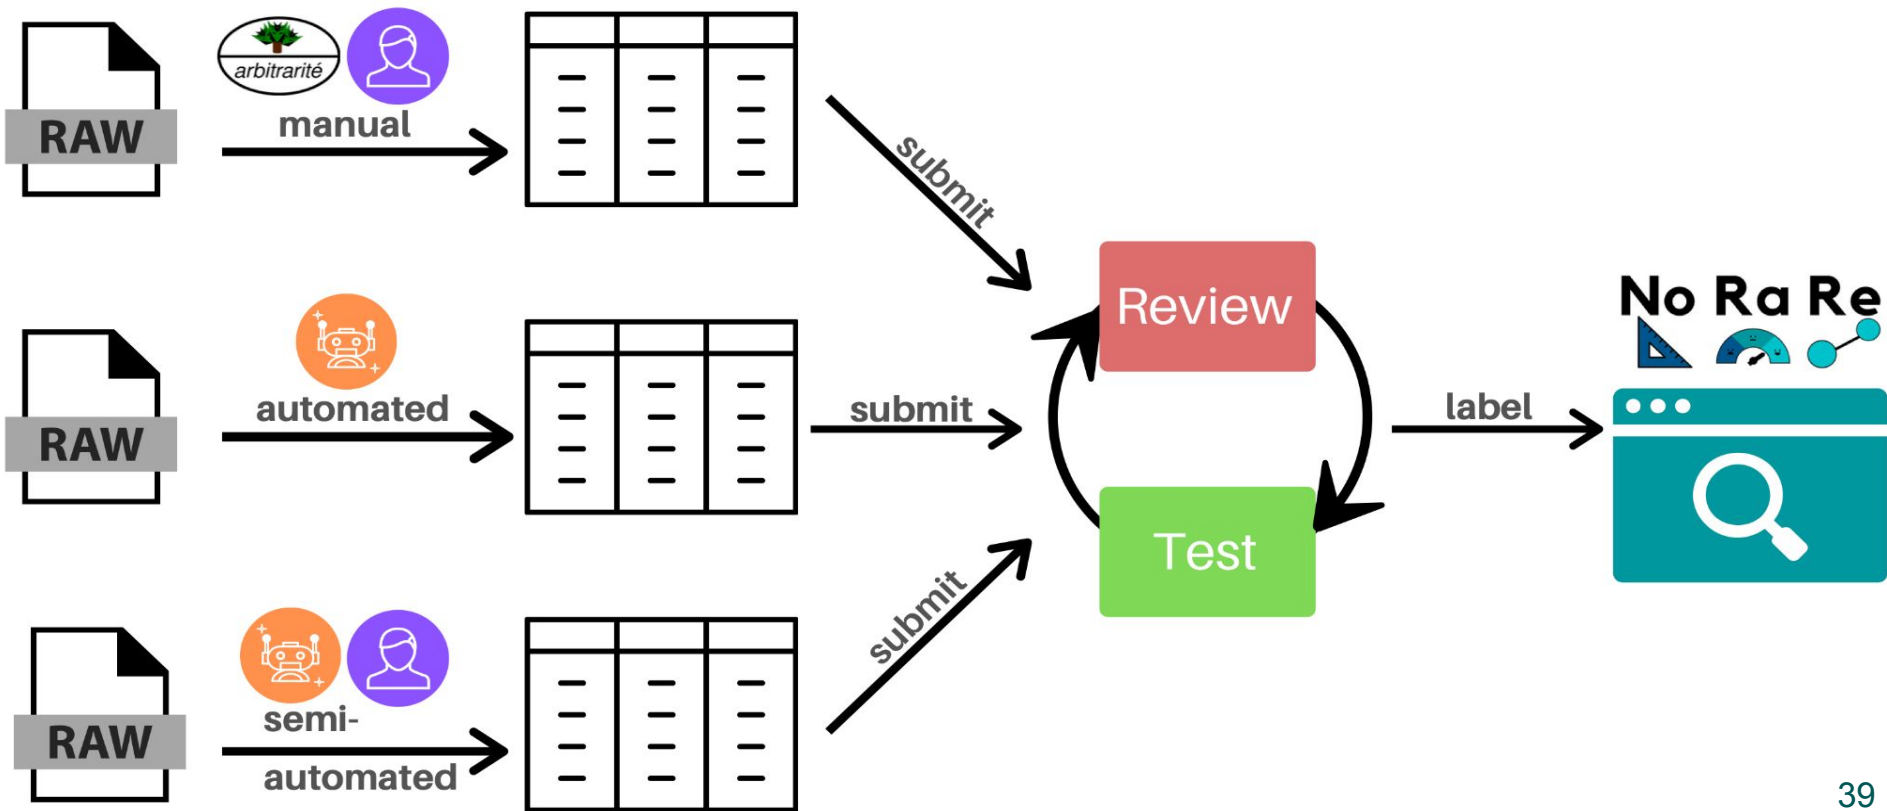 arbitrarité
RAW
manual
submit
RAW
automated
submit
RAW
semi-
automated
submit
Review
Test
label
No Ra Re
39